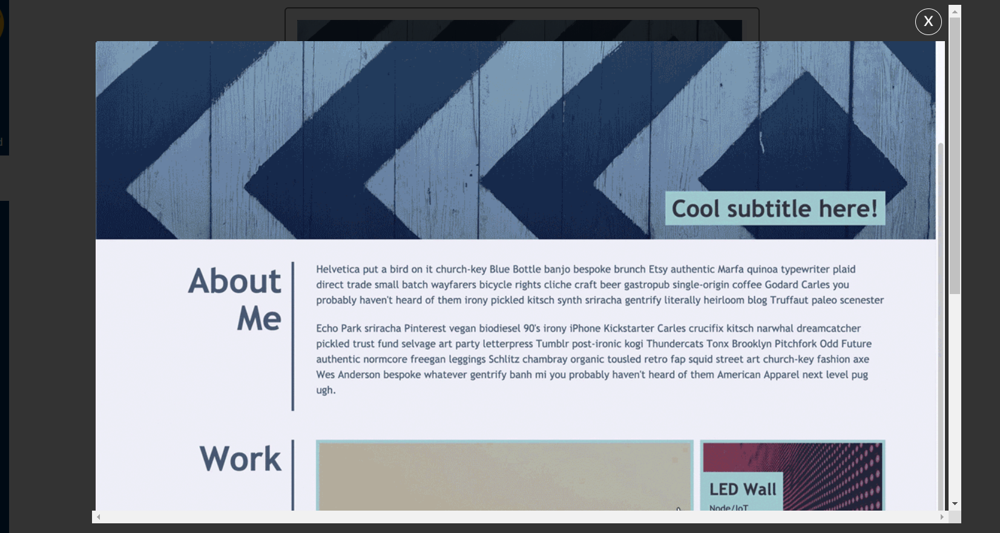 X
d
Cool subtitle here!
About
Me
Helvetica put a bird on it church-key Blue Bottle banjo bespoke brunch Etsy authentic Marfa quinoa typewriter plaid
direct trade small batch wayfarers bicycle rights cliche craft beer gastropub single-origin coffee Godard Carles you
probably haven't heard of them irony pickled kitsch synth sriracha gentrify literally heirloom blog Truffaut paleo scenester
Echo Park sriracha Pinterest vegan biodiesel 90's irony iPhone Kickstarter Carles crucifix kitsch narwhal dreamcatcher
pickled trust fund selvage art party letterpress Tumblr post-ironic kogi Thundercats Tonx Brooklyn Pitchfork Odd Future
authentic normcore freegan leggings Schlitz chambray organic tousled retro fap squid street art church-key fashion axe
Wes Anderson bespoke whatever gentrify banh mi you probably haven't heard of them American Apparel next level pug
ugh.
Work
LED Wall
Node/IoT